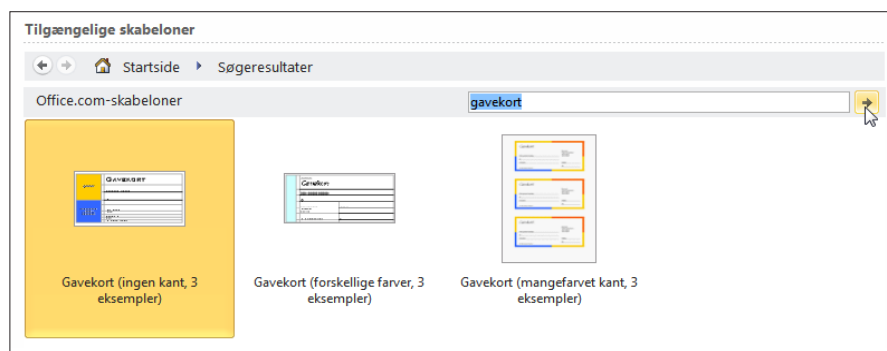 Tilgængelige skabeloner
Startside Søgeresultater
Office.com-skabeloner gavekort
GAVEKORT
Gavekort
Gavekort (ingen kant, 3
eksempler)
Gavekort (forskellige farver, 3
eksempler)
Gavekort (mangefarvet kant, 3
eksempler)